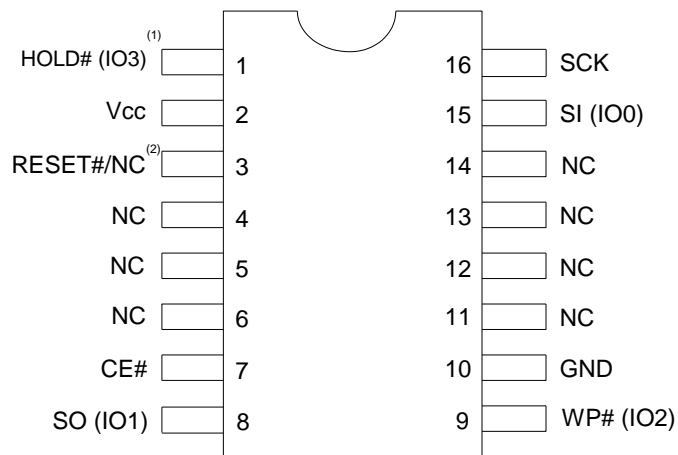 HOLD# (IO3)(1) 1 16 SCK
Vcc 2 15 SI (IO0)
RESET#/NC(2) 3 14 NC
NC 4 13 NC
NC 5 12 NC
NC 6 11 NC
CE# 7 10 GND
SO (IO1) 8 9 WP# (IO2)